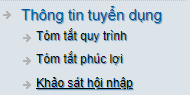 Thông tin tuyển dụng
Tóm tắt quy trình
Tóm tắt phúc lợi
Khảo sát hội nhập